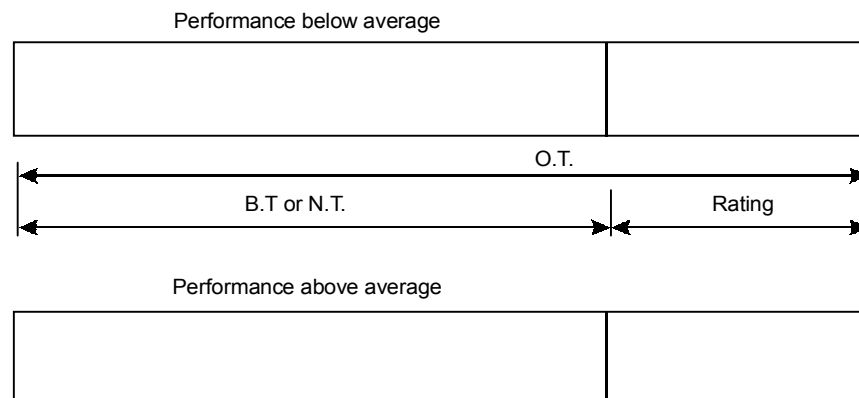 Performance below average
O.T.
B.T or N.T.
Rating
Performance above average